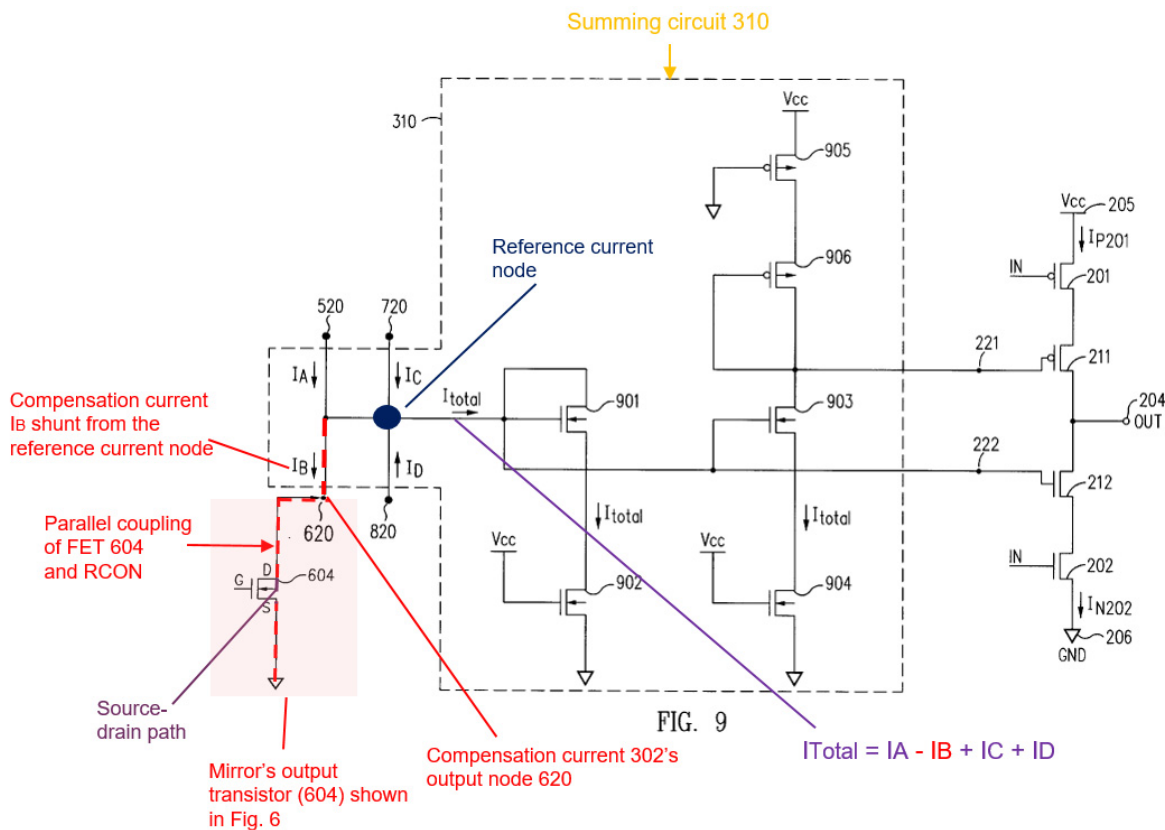 Summing circuit 310
310
Vcc
905
Reference current
node
906
Vcc
205
IP201
IN
201
520
720
221
211
IA
IC
Itotal
901
903
204
OUT
Compensation current
IB shunt from the
reference current node
222
IB
ID
212
Parallel coupling
of FET 604
and RCON
620
820
Itotal
Itotal
Vcc
Vcc
IN
D
G
604
S
902
904
202
IN202
206
GND
Source-
drain path
FIG. 9
Mirror's output
transistor (604) shown
in Fig. 6
Compensation current 302's
output node 620
ITotal = IA - IB + IC + ID